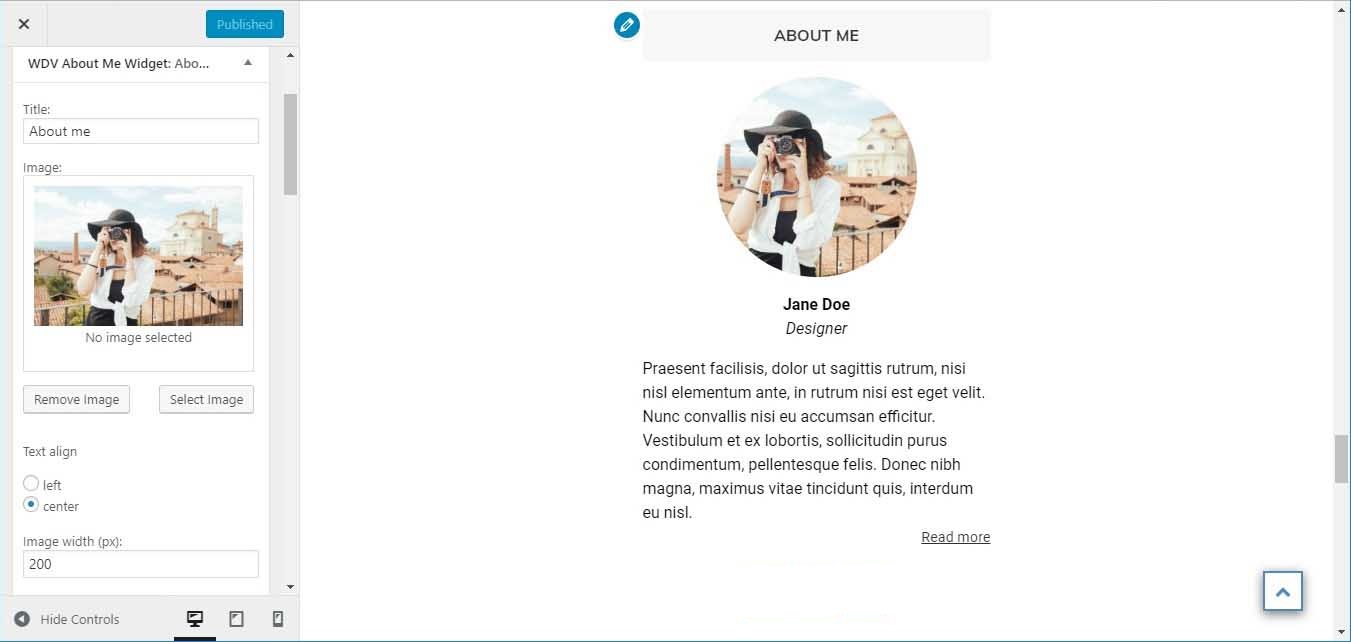 Published
WDV About Me Widget: Abo...
Title:
About me
Image:
No image selected
Remove Image
Select Image
Text align
left
center
Image width (px):
200
Hide Controls
ABOUT ME
Jane Doe
Designer
Praesent facilisis, dolor ut sagittis rutrum, nisi
nisl elementum ante, in rutrum nisi est eget velit.
Nunc convallis nisi eu accumsan efficitur.
Vestibulum et ex lobortis, sollicitudin purus
condimentum, pellentesque felis. Donec nibh
magna, maximus vitae tincidunt quis, interdum
eu nisl.
Read more